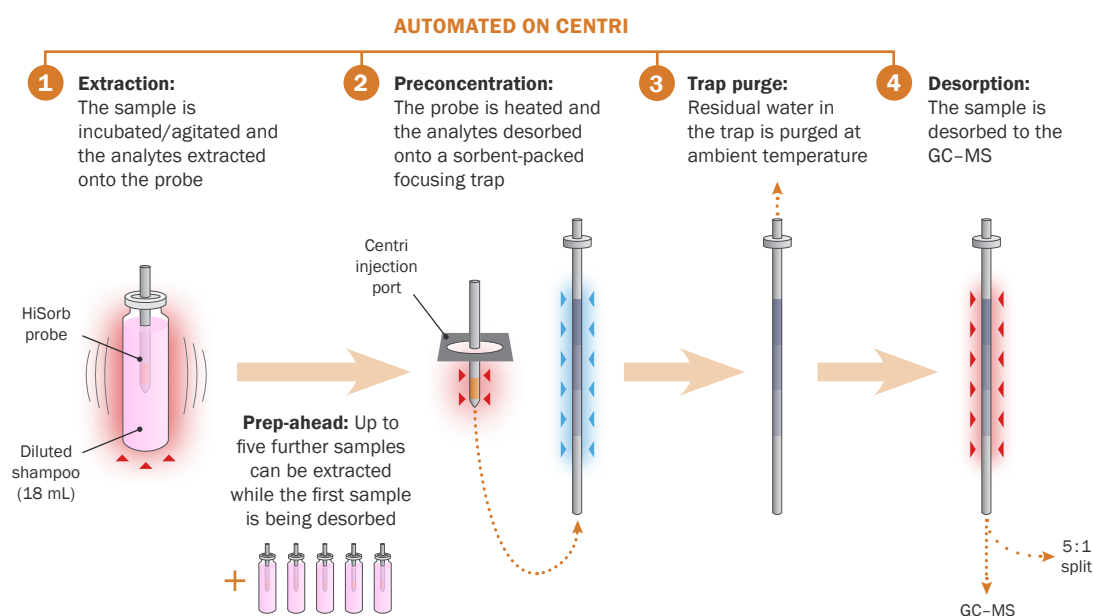 AUTOMATED ON CENTRI
1
Extraction:
The sample is
incubated/agitated and
the analytes extracted
onto the probe
2
Preconcentration:
The probe is heated and
the analytes desorbed
onto a sorbent-packed
focusing trap
3
Trap purge:
Residual water in
the trap is purged at
ambient temperature
4
Desorption:
The sample is
desorbed to the
GC–MS
HiSorb
probe
Diluted
shampoo
(18 mL)
Prep-ahead: Up to
five further samples
can be extracted
while the first sample
is being desorbed
+
Centri
injection
port
5:1
split
GC–MS